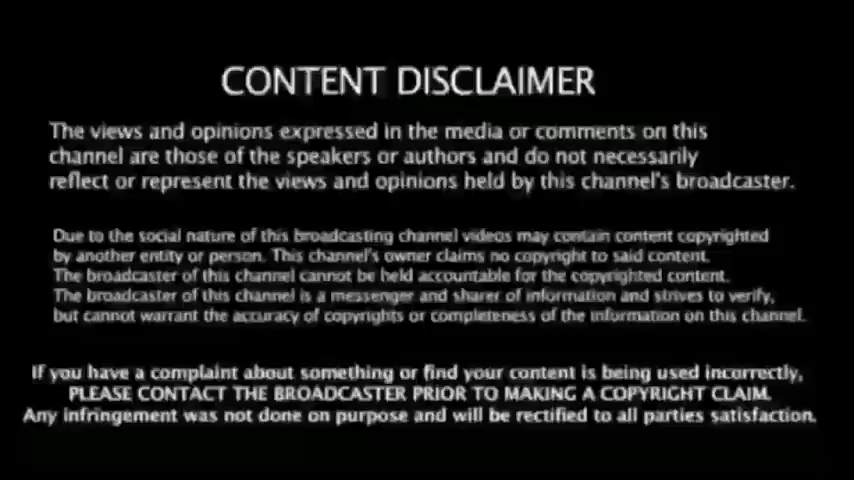 CONTENT DISCLAIMER
The views and opinions expressed in the media or comments on this
channel are those of the speakers or authors and do not necessarily
reflect or represent the views and opinions held by this channel's broadcaster.
Due to the social nature of this broadcasting channel videos may contain content copyrighted
by another entity or person. This channel's owner claims no copyright to said content.
The broadcaster of this channel cannot be held accountable for the copyrighted content.
The broadcaster of this channel is a messenger and sharer of information and strives to verify,
but cannot warrant the accuracy of copyrights or completeness of the information on this channel.
If you have a complaint about something or find your content is being used incorrectly,
PLEASE CONTACT THE BROADCASTER PRIOR TO MAKING A COPYRIGHT CLAIM.
Any infringement was not done on purpose and will be rectified to all parties satisfaction.